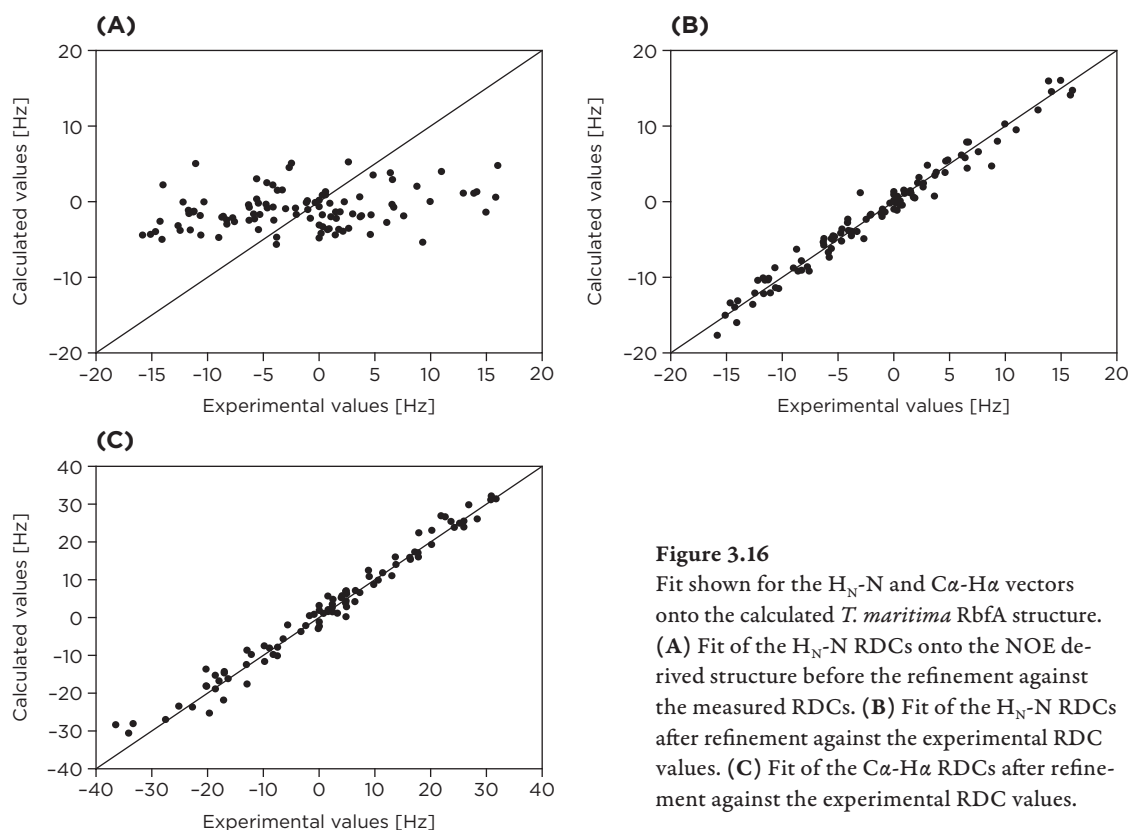 (A)
20
10
0
−10
−20
Calculated values [Hz]
−20 −15 −10 −5 0 5 10 15 20
Experimental values [Hz]
(B)
20
10
0
−10
−20
Calculated values [Hz]
−20 −15 −10 −5 0 5 10 15 20
Experimental values [Hz]
(C)
40
30
20
10
0
−10
−20
−30
−40
Calculated values [Hz]
−40 −30 −20 −10 0 10 20 30 40
Experimental values [Hz]
Figure 3.16
Fit shown for the H_N-N and Cα-Hα vectors
onto the calculated T. maritima RbfA structure.
(A) Fit of the H_N-N RDCs onto the NOE de-
rived structure before the refinement against
the measured RDCs. (B) Fit of the H_N-N RDCs
after refinement against the experimental RDC
values. (C) Fit of the Cα-Hα RDCs after refine-
ment against the experimental RDC values.